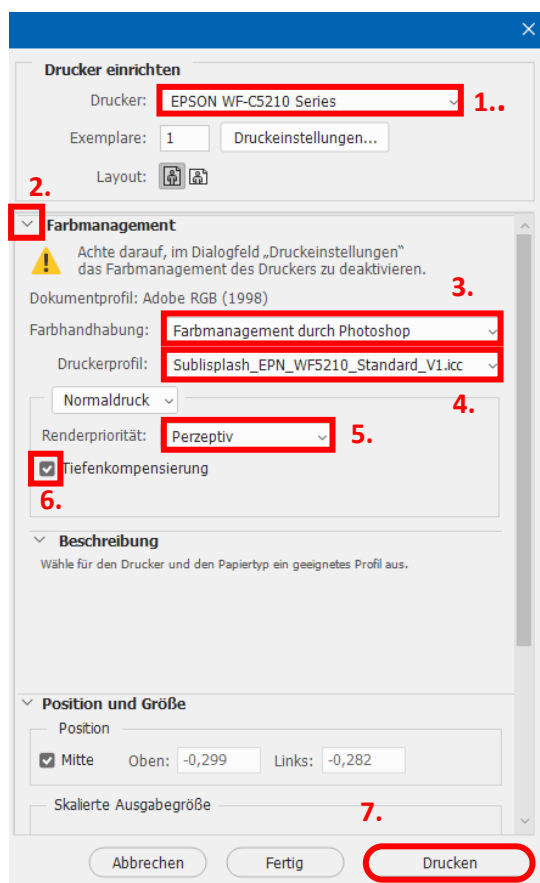 Drucker einrichten
Drucker: EPSON WF-C5210 Series 1..
Exemplare: 1 Druckeinstellungen...
Layout:
2.
Farbmanagement
Achte darauf, im Dialogfeld „Druckeinstellungen"
das Farbmanagement des Druckers zu deaktivieren.
Dokumentprofil: Adobe RGB (1998)
3.
Farbhandhabung: Farbmanagement durch Photoshop
Druckerprofil: Sublisplash_EPN_WF5210_Standard_V1.icc
4.
Normaldruck
Renderpriorität: Perzeptiv 5.
Tiefenkompensierung
6.
Beschreibung
Wähle für den Drucker und den Papiertyp ein geeignetes Profil aus.
Position und Größe
Position
Mitte Oben: -0,299 Links: -0,282
Skalierte Ausgabegröße
7.
Abbrechen Fertig Drucken